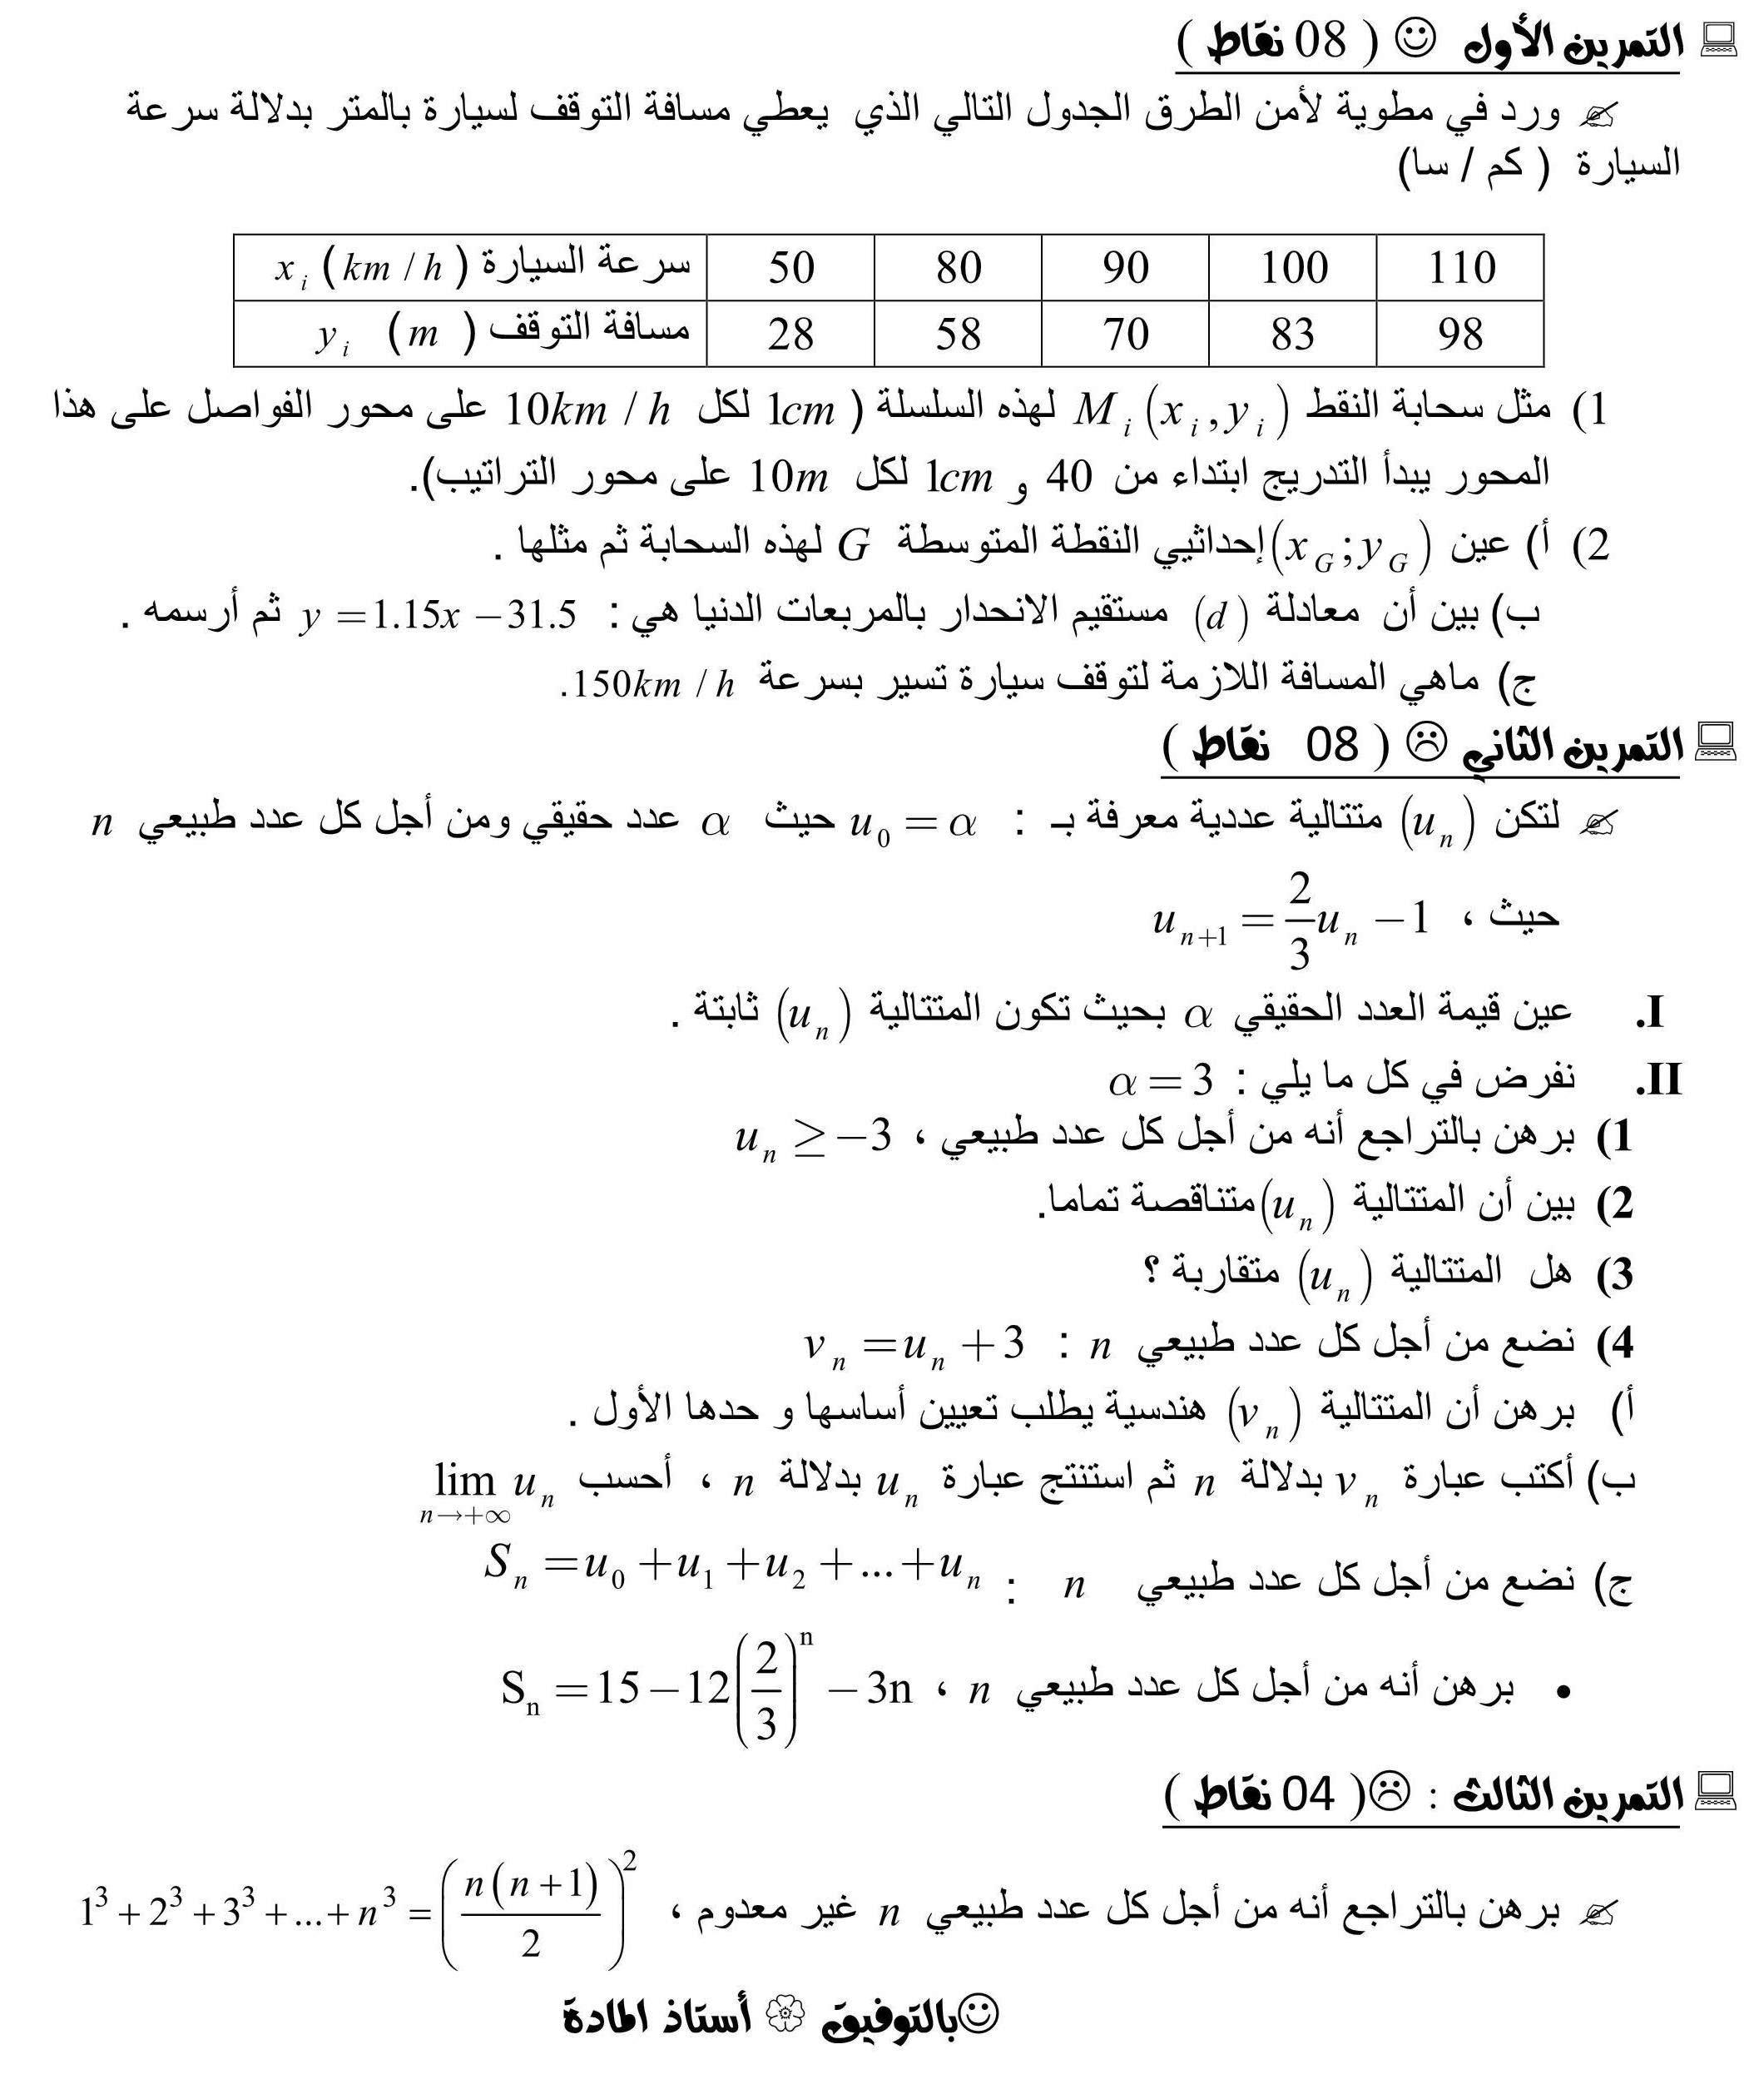 التمرين الأول ☺ ( 08 نقاط )
ورد في مطوية لأمن الطرق الجدول التالي الذي يعطي مسافة التوقف لسيارة بالمتر بدلالة سرعة
السيارة ( كم / سا)
سرعة السيارة x_i (km / h) 50 80 90 100 110
مسافة التوقف y_i (m) 28 58 70 83 98
1) مثل سحابة النقط M_i (x_i , y_i) لهذه السلسلة ( 1cm لكل 10km / h على محور الفواصل على هذا
المحور يبدأ التدريج ابتداء من 40 و 1cm لكل 10m على محور التراتيب).
2) أ) عين (x_G ; y_G) إحداثيي النقطة المتوسطة G لهذه السحابة ثم مثلها .
ب) بين أن معادلة (d) مستقيم الانحدار بالمربعات الدنيا هي : y = 1.15x − 31.5 ثم أرسمه .
ج) ماهي المسافة اللازمة لتوقف سيارة تسير بسرعة 150km / h.
التمرين الثاني ☹ ( 08 نقاط )
لتكن (u_n) متتالية عددية معرفة بـ : u_0 = α حيث α عدد حقيقي ومن أجل كل عدد طبيعي n
حيث ، u_{n+1} = 2/3 u_n − 1
I. عين قيمة العدد الحقيقي α بحيث تكون المتتالية (u_n) ثابتة .
II. نفرض في كل ما يلي : α = 3
1) برهن بالتراجع أنه من أجل كل عدد طبيعي ، u_n ≥ −3
2) بين أن المتتالية (u_n) متناقصة تماما.
3) هل المتتالية (u_n) متقاربة ؟
4) نضع من أجل كل عدد طبيعي n : v_n = u_n + 3
أ) برهن أن المتتالية (v_n) هندسية يطلب تعيين أساسها و حدها الأول .
ب) أكتب عبارة v_n بدلالة n ثم استنتج عبارة u_n بدلالة n ، أحسب lim_{n→+∞} u_n
ج) نضع من أجل كل عدد طبيعي n : S_n = u_0 + u_1 + u_2 + ... + u_n
• برهن أنه من أجل كل عدد طبيعي n ، S_n = 15 − 12(2/3)^n − 3n
التمرين الثالث : ☹( 04 نقاط )
برهن بالتراجع أنه من أجل كل عدد طبيعي n غير معدوم ، 1³ + 2³ + 3³ + ... + n³ = (n(n+1)/2)²
☺بالتوفيق أستاذ المادة